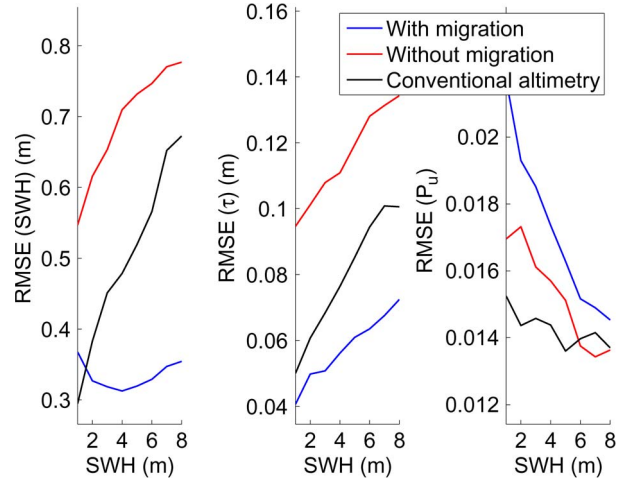 With migration
Without migration
Conventional altimetry
RMSE (SWH) (m)
0.8
0.7
0.6
0.5
0.4
0.3
2 4 6 8
SWH (m)
RMSE (τ) (m)
0.16
0.14
0.12
0.1
0.08
0.06
0.04
2 4 6 8
SWH (m)
RMSE (Pu)
0.02
0.018
0.016
0.014
0.012
2 4 6 8
SWH (m)